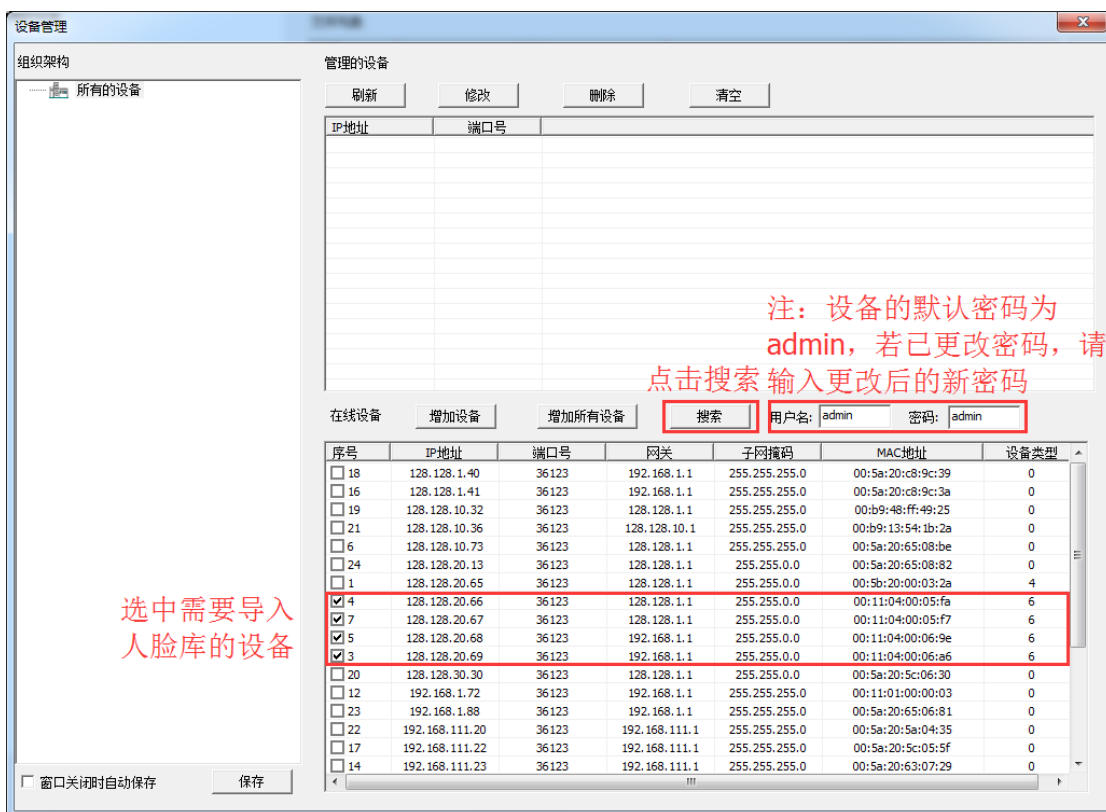 设备管理
组织架构
管理的设备
所有的设备
刷新 修改 删除 清空
IP地址 端口号
注：设备的默认密码为
admin，若已更改密码，请
点击搜索 输入更改后的新密码
在线设备 增加设备 增加所有设备 搜索 用户名: admin 密码: admin
序号 IP地址 端口号 网关 子网掩码 MAC地址 设备类型
18 128.128.1.40 36123 192.168.1.1 255.255.255.0 00:5a:20:c8:9c:39 0
16 128.128.1.41 36123 192.168.1.1 255.255.255.0 00:5a:20:c8:9c:3a 0
19 128.128.10.32 36123 128.128.1.1 255.255.255.0 00:b9:48:ff:49:25 0
21 128.128.10.36 36123 128.128.10.1 255.255.255.0 00:b9:13:54:1b:2a 0
6 128.128.10.73 36123 128.128.1.1 255.255.255.0 00:5a:20:65:08:be 0
24 128.128.20.13 36123 128.128.1.1 255.255.0.0 00:5a:20:65:08:82 0
1 128.128.20.65 36123 128.128.1.1 255.255.0.0 00:5b:20:00:03:2a 4
4 128.128.20.66 36123 128.128.1.1 255.255.0.0 00:11:04:00:05:fa 6
7 128.128.20.67 36123 128.128.1.1 255.255.0.0 00:11:04:00:05:f7 6
5 128.128.20.68 36123 192.168.1.1 255.255.0.0 00:11:04:00:06:9e 6
3 128.128.20.69 36123 192.168.1.1 255.255.0.0 00:11:04:00:06:a6 6
20 128.128.30.30 36123 128.128.1.1 255.255.0.0 00:5a:20:5c:06:30 0
12 192.168.1.72 36123 192.168.1.1 255.255.255.0 00:11:01:00:00:03 0
23 192.168.1.88 36123 192.168.1.1 255.255.255.0 00:5a:20:65:06:81 0
22 192.168.111.20 36123 192.168.111.1 255.255.255.0 00:5a:20:5a:04:35 0
17 192.168.111.22 36123 192.168.111.1 255.255.255.0 00:5a:20:5c:05:5f 0
14 192.168.111.23 36123 192.168.111.1 255.255.255.0 00:5a:20:63:07:29 0
选中需要导入
人脸库的设备
窗口关闭时自动保存 保存